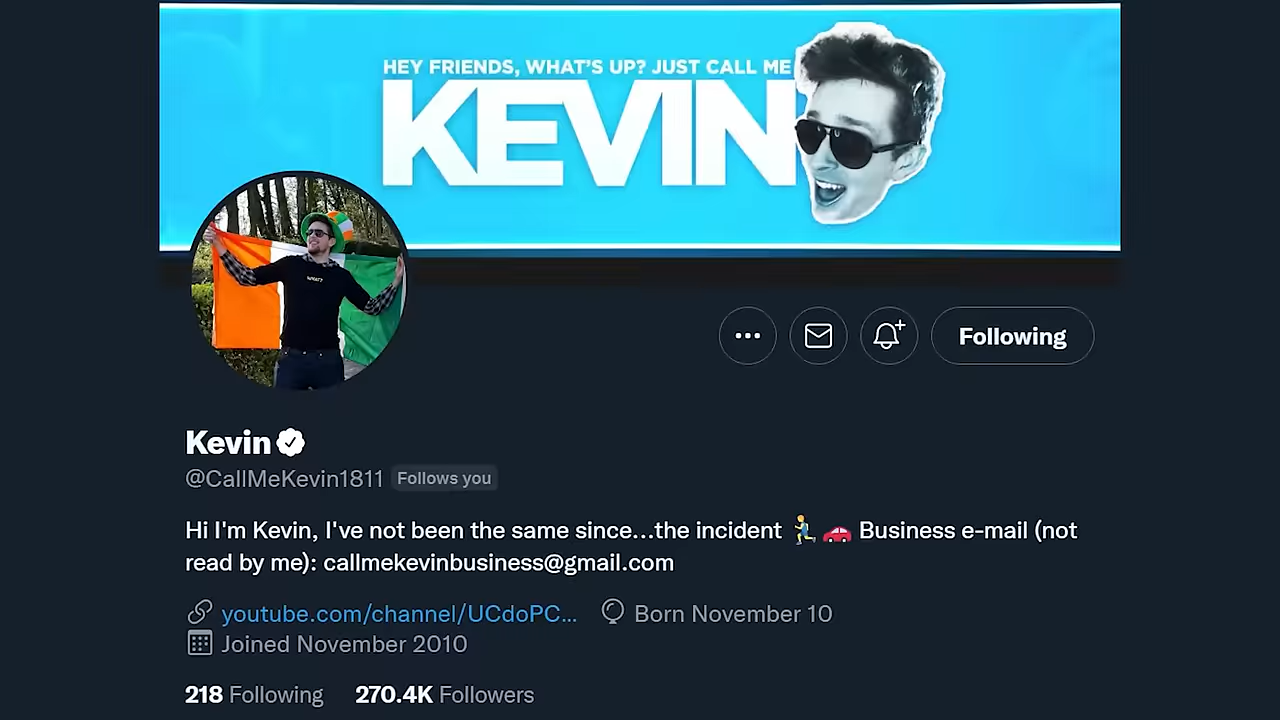 HEY FRIENDS, WHAT'S UP? JUST CALL ME
KEVIN
WHAT?
Following
Kevin
@CallMeKevin1811 Follows you
Hi I'm Kevin, I've not been the same since...the incident 🏃‍♂️🚗 Business e-mail (not
read by me): callmekevinbusiness@gmail.com
youtube.com/channel/UCdoPC... Born November 10
Joined November 2010
218 Following 270.4K Followers